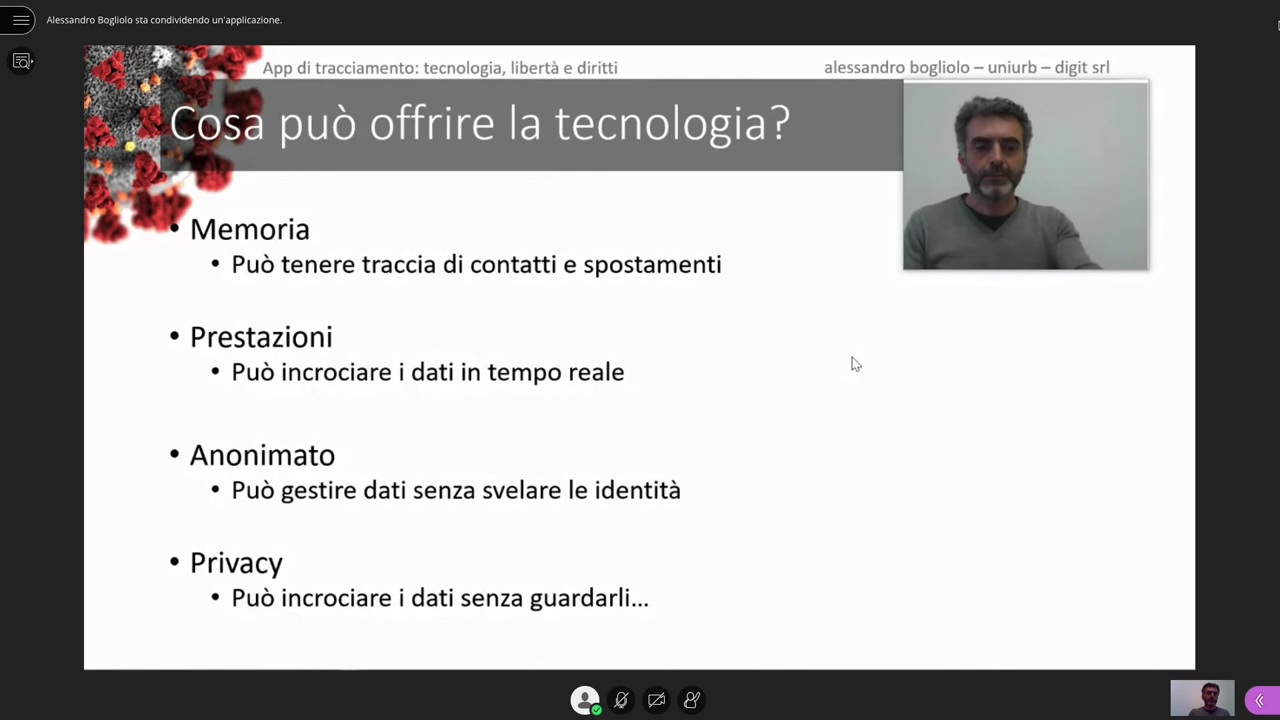 Alessandro Bogliolo sta condividendo un'applicazione.
App di tracciamento: tecnologia, libertà e diritti
alessandro bogliolo – uniurb – digit srl
Cosa può offrire la tecnologia?
• Memoria
• Può tenere traccia di contatti e spostamenti
• Prestazioni
• Può incrociare i dati in tempo reale
• Anonimato
• Può gestire dati senza svelare le identità
• Privacy
• Può incrociare i dati senza guardarli...